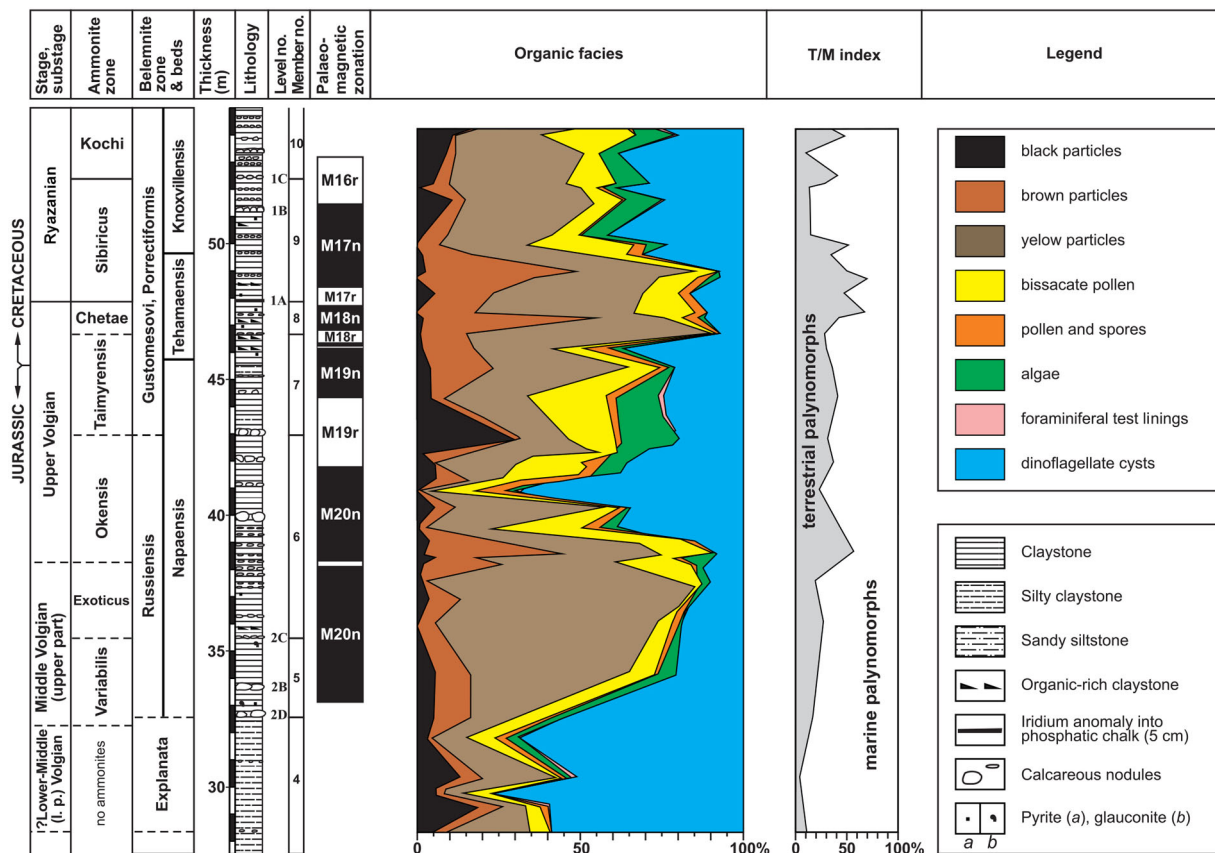 Stage, substage
Ammonite zone
Belemnite zone & beds
Thickness (m)
Lithology
Level no.
Member no.
Palaeo-magnetic zonation
Organic facies
T/M index
Legend
JURASSIC
CRETACEOUS
Ryazanian
Upper Volgian
Middle Volgian (upper part)
!?Lower-Middle (l. p.) Volgian
Kochi
Sibiricus
Chetae
Taimyrensis
Okensis
Exoticus
Variabilis
no ammonites
Gustomesovi, Porrectiformis
Russiensis
Explanata
Knoxvillensis
Tehamaensis
Napaensis
50
45
40
35
30
1C
1B
1A
2C
2B
2D
10
9
8
7
6
5
4
M16r
M17n
M17r
M18n
M18r
M19n
M19r
M20n
M20n
0
50
100%
terrestrial palynomorphs
marine palynomorphs
0
50
100%
black particles
brown particles
yelow particles
bissacate pollen
pollen and spores
algae
foraminiferal test linings
dinoflagellate cysts
Claystone
Silty claystone
Sandy siltstone
Organic-rich claystone
Iridium anomaly into
phosphatic chalk (5 cm)
Calcareous nodules
Pyrite (a), glauconite (b)
a b